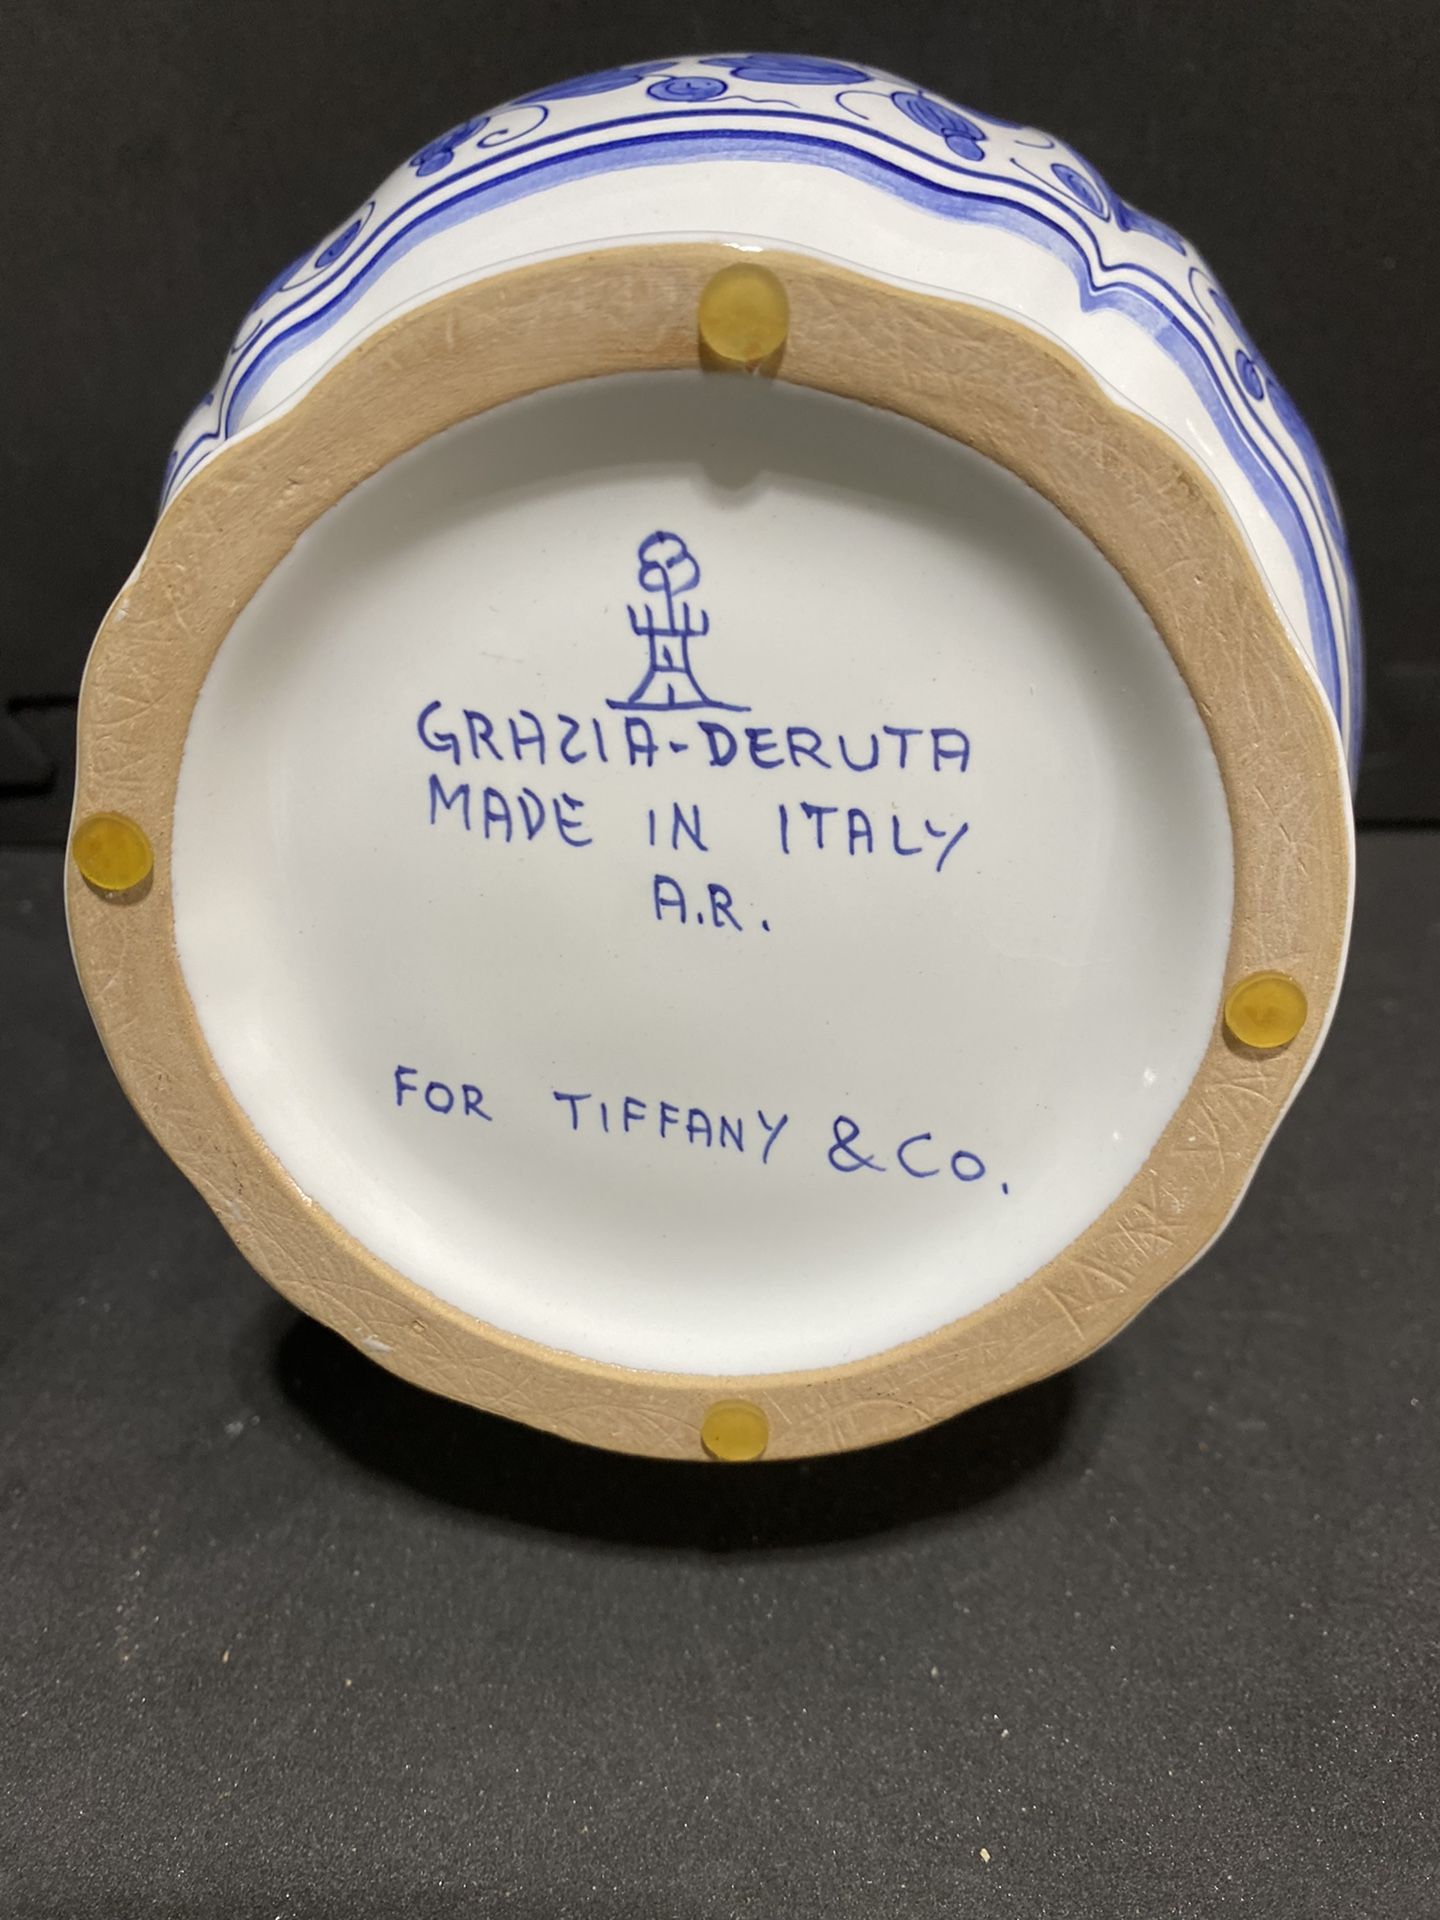 GRAZIA-DERUTA
MADE IN ITALY
A.R.
FOR TIFFANY & CO.